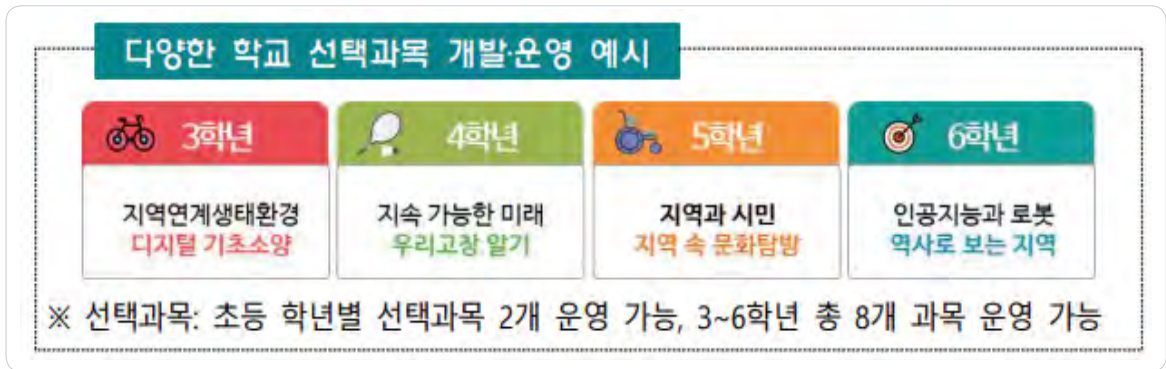 다양한 학교 선택과목 개발·운영 예시
3학년
지역연계생태환경
디지털 기초소양
4학년
지속 가능한 미래
우리고장 알기
5학년
지역과 시민
지역 속 문화탐방
6학년
인공지능과 로봇
역사로 보는 지역
※ 선택과목: 초등 학년별 선택과목 2개 운영 가능, 3~6학년 총 8개 과목 운영 가능